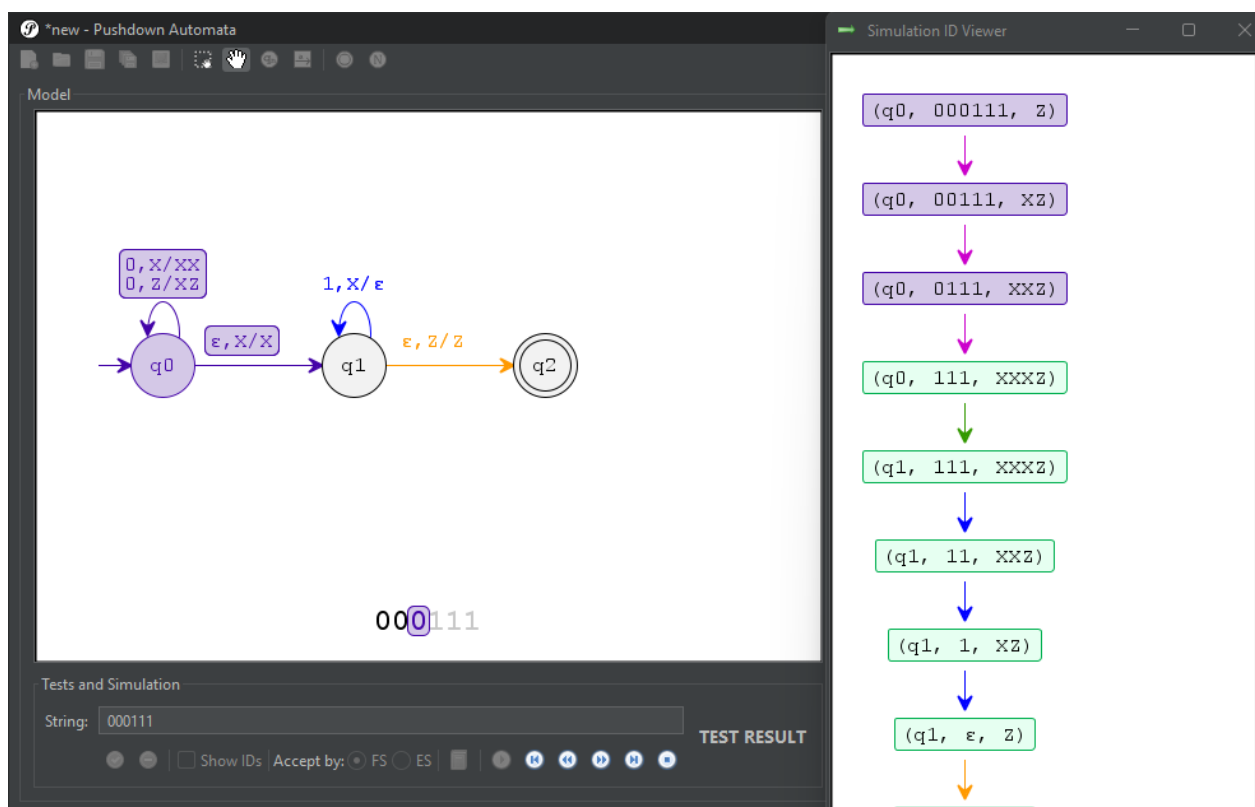 *new - Pushdown Automata
Model
0,X/XX
0,Z/XZ
ε,X/X
1,X/ε
ε,Z/Z
q0
q1
q2
000111
Tests and Simulation
String: 000111
TEST RESULT
Show IDs Accept by: FS ES
Simulation ID Viewer
(q0, 000111, Z)
(q0, 00111, XZ)
(q0, 0111, XXZ)
(q0, 111, XXXZ)
(q1, 111, XXXZ)
(q1, 11, XXZ)
(q1, 1, XZ)
(q1, ε, Z)